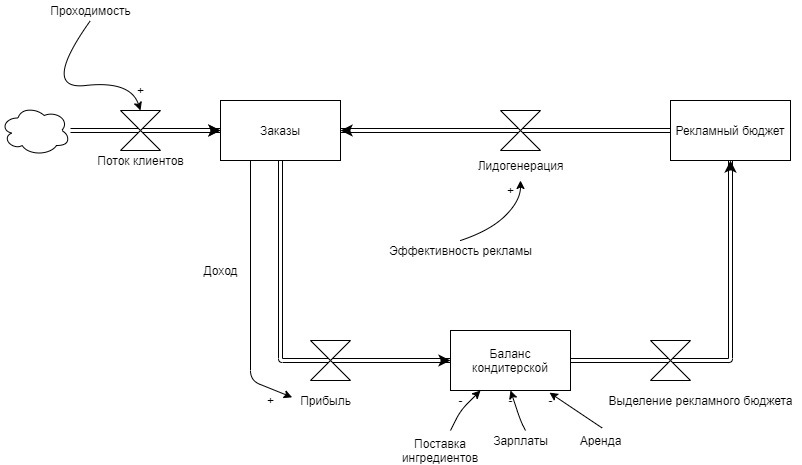 Проходимость
+
Заказы
Рекламный бюджет
Поток клиентов
Лидогенерация
+
Эффективность рекламы
Доход
Баланс
кондитерской
+
Прибыль
-
-
-
Выделение рекламного бюджета
Поставка
ингредиентов
Зарплаты
Аренда